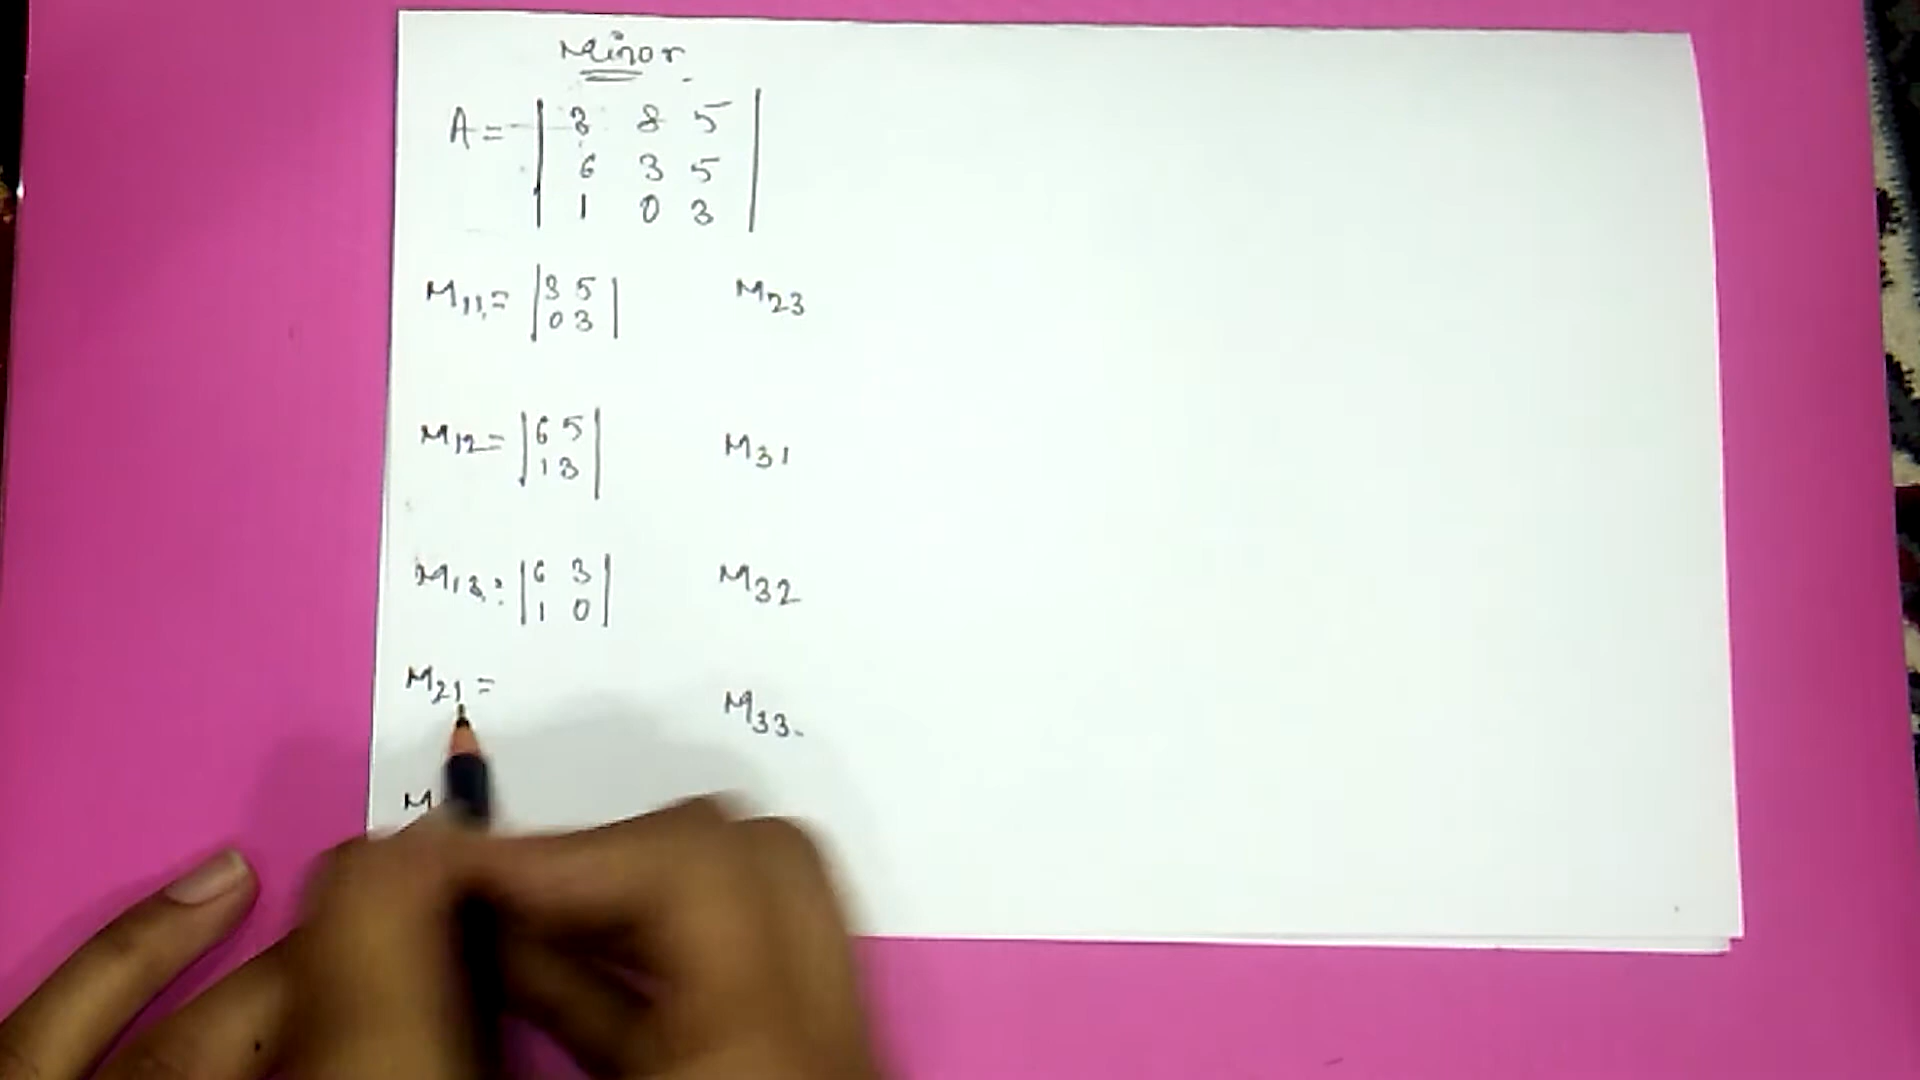 Minor.
A = | 3 8 5 |
| 6 3 5 |
| 1 0 3 |
M11 = | 3 5 |
| 0 3 |
M12 = | 6 5 |
| 1 3 |
M13 : | 6 3 |
| 1 0 |
M21 =
M
M23
M31
M32
M33.